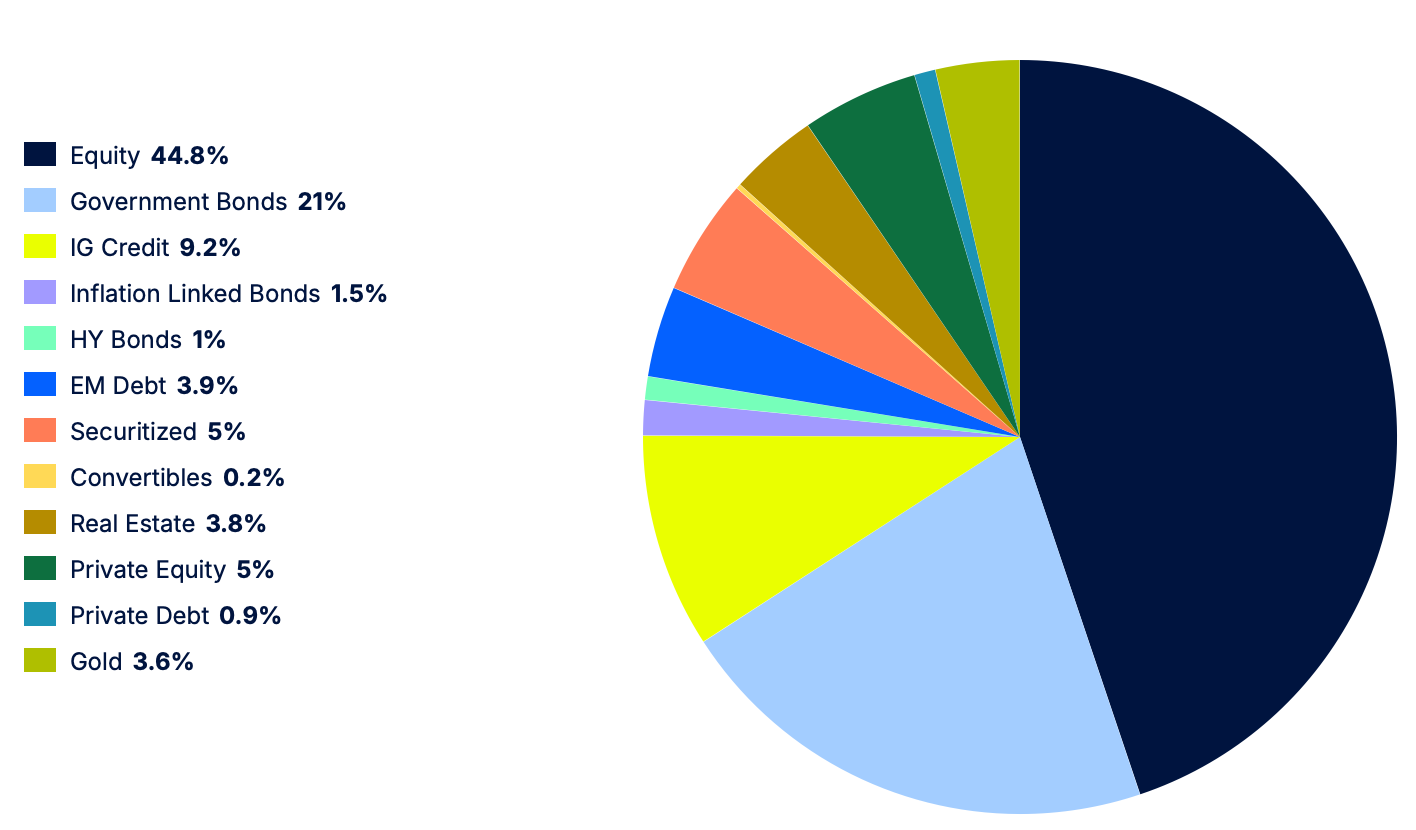 Equity 44.8%
Government Bonds 21%
IG Credit 9.2%
Inflation Linked Bonds 1.5%
HY Bonds 1%
EM Debt 3.9%
Securitized 5%
Convertibles 0.2%
Real Estate 3.8%
Private Equity 5%
Private Debt 0.9%
Gold 3.6%